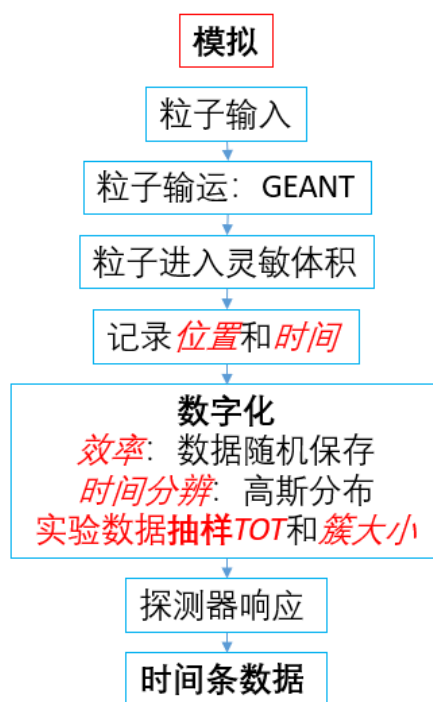 模拟
粒子输入
粒子输运：GEANT
粒子进入灵敏体积
记录位置和时间
数字化
效率：数据随机保存
时间分辨：高斯分布
实验数据抽样TOT和簇大小
探测器响应
时间条数据